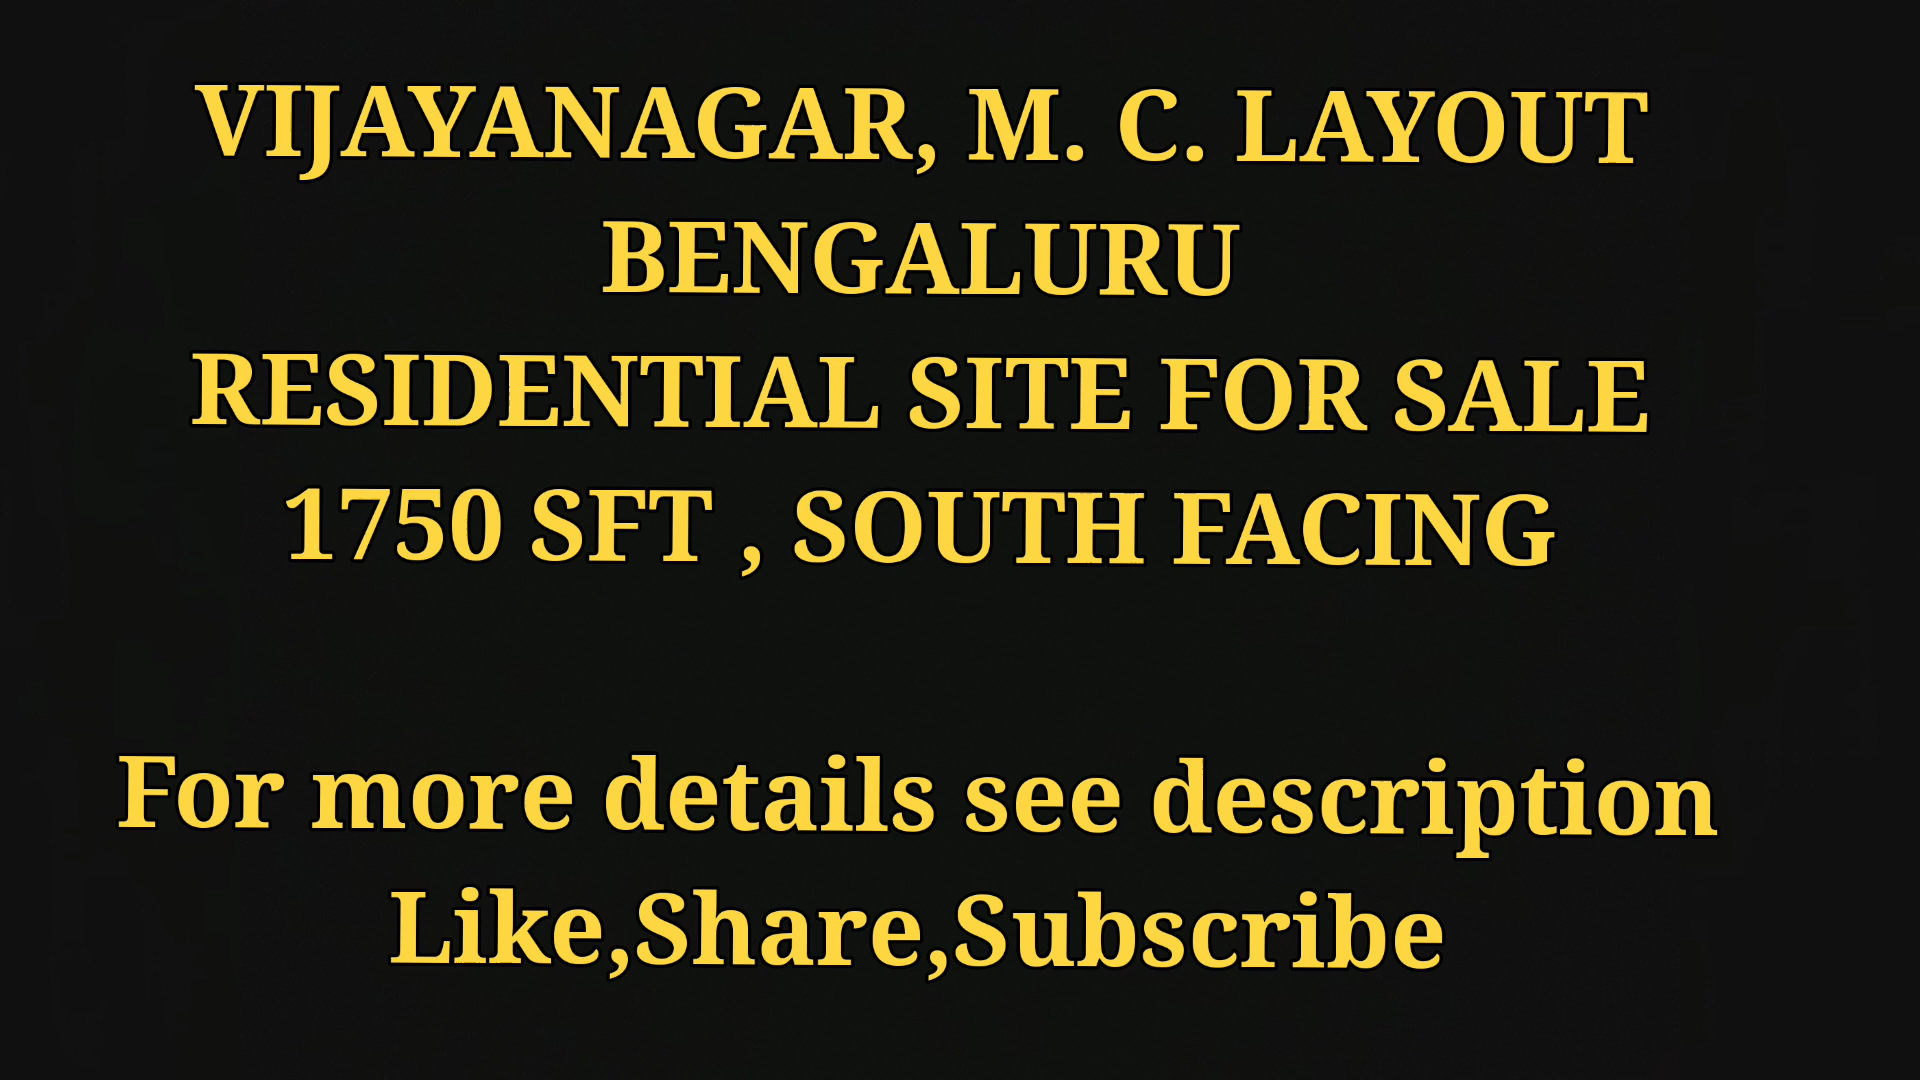 VIJAYANAGAR, M. C. LAYOUT
BENGALURU
RESIDENTIAL SITE FOR SALE
1750 SFT , SOUTH FACING
For more details see description
Like,Share,Subscribe